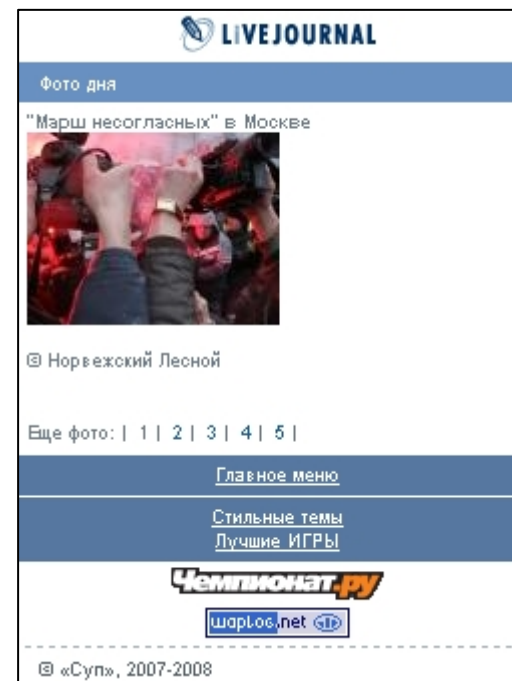 LiVEJOURNAL
Фото дня
"Марш несогласных" в Москве
© Норвежский Лесной
Еще фото: | 1 | 2 | 3 | 4 | 5 |
Главное меню
Стильные темы
Лучшие ИГРЫ
Чемпионат.ру
waplog.net
© «Суп», 2007-2008